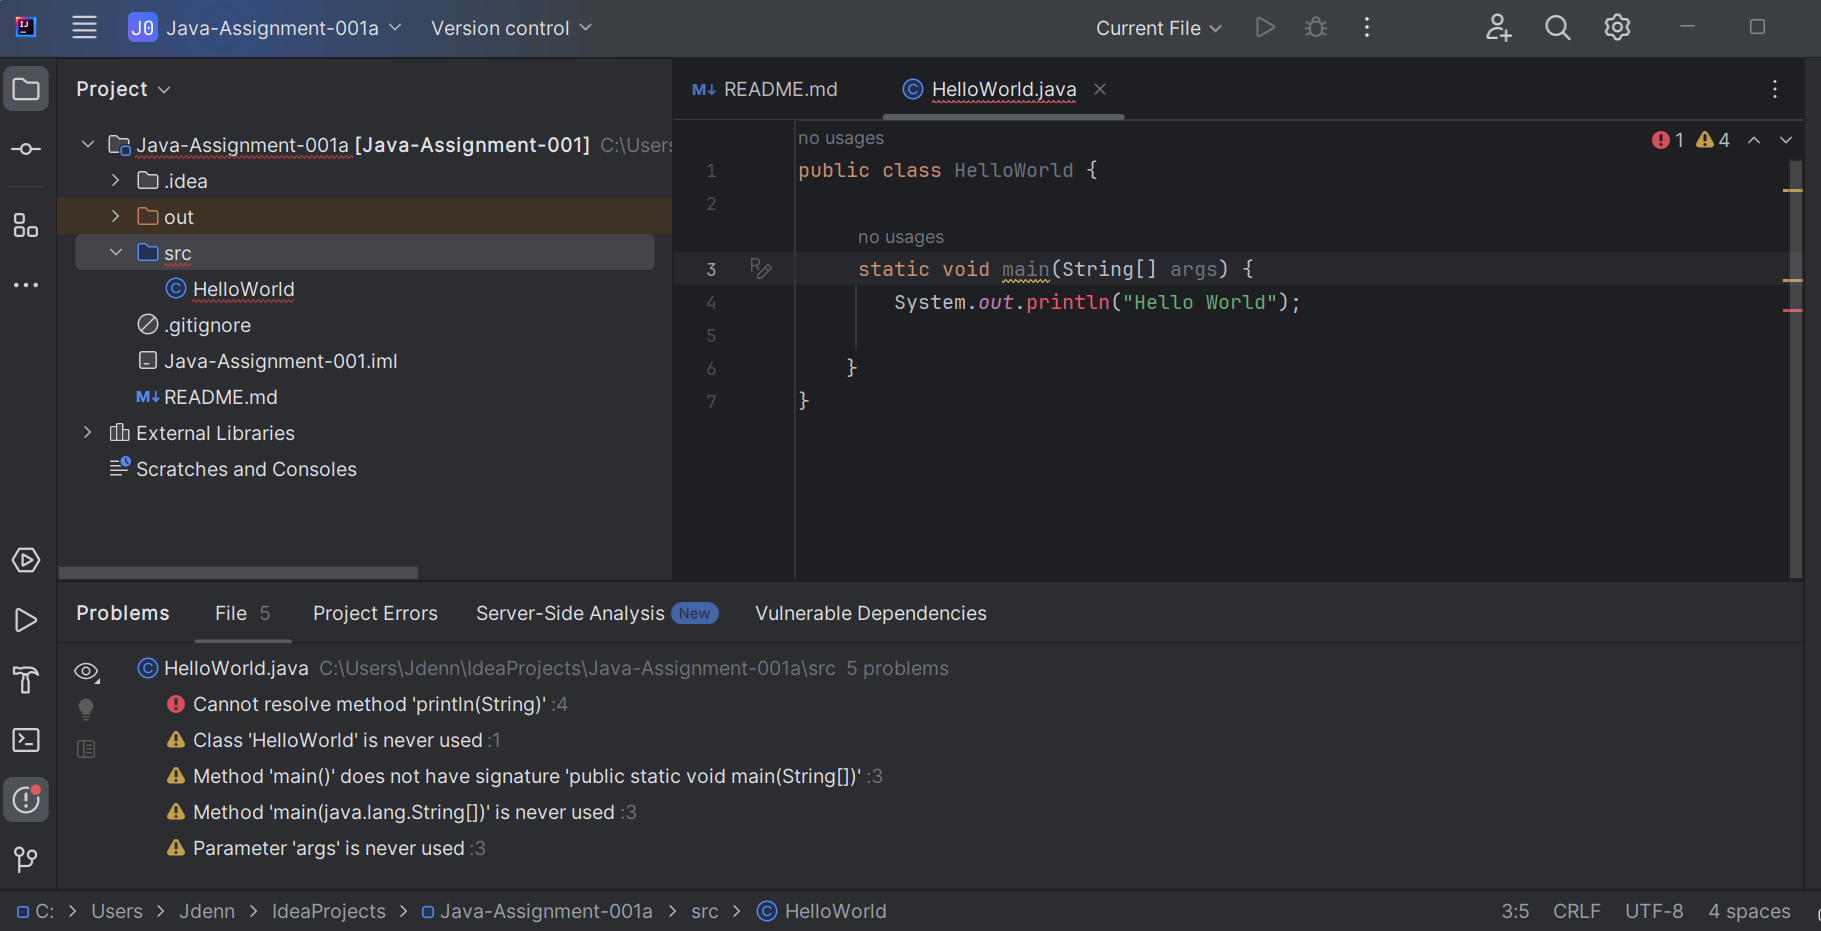 J0 Java-Assignment-001a Version control Current File
Project
README.md HelloWorld.java
Java-Assignment-001a [Java-Assignment-001] C:\Users
.idea
out
src
HelloWorld
.gitignore
Java-Assignment-001.iml
README.md
External Libraries
Scratches and Consoles
1 4
no usages
1 public class HelloWorld {
2
no usages
3 static void main(String[] args) {
4 System.out.println("Hello World");
5
6 }
7 }
Problems File 5 Project Errors Server-Side Analysis New Vulnerable Dependencies
HelloWorld.java C:\Users\Jdenn\IdeaProjects\Java-Assignment-001a\src 5 problems
Cannot resolve method 'println(String)' :4
Class 'HelloWorld' is never used :1
Method 'main()' does not have signature 'public static void main(String[])' :3
Method 'main(java.lang.String[])' is never used :3
Parameter 'args' is never used :3
C: > Users > Jdenn > IdeaProjects > Java-Assignment-001a > src > HelloWorld 3:5 CRLF UTF-8 4 spaces